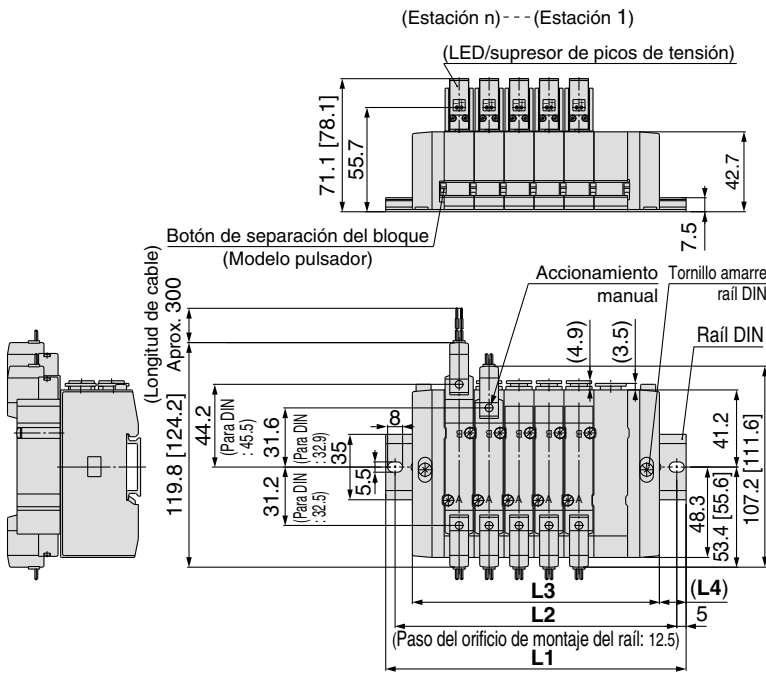 (Estación n)---(Estación 1)
(LED/supresor de picos de tensión)
71.1 [78.1]
55.7
42.7
7.5
Botón de separación del bloque
(Modelo pulsador)
(Longitud de cable)
Aprox. 300
Accionamiento
manual
Tornillo amarre
raíl DIN
Raíl DIN
(4.9)
(3.5)
119.8 [124.2]
44.2
(Para DIN
: 45.5)
31.6
(Para DIN
: 32.9)
8
35
5.5
31.2
(Para DIN
: 32.5)
B B B B B
A A A A A
41.2
48.3
53.4 [55.6]
107.2 [111.6]
L3
(L4)
L2
5
(Paso del orificio de montaje del raíl: 12.5)
L1